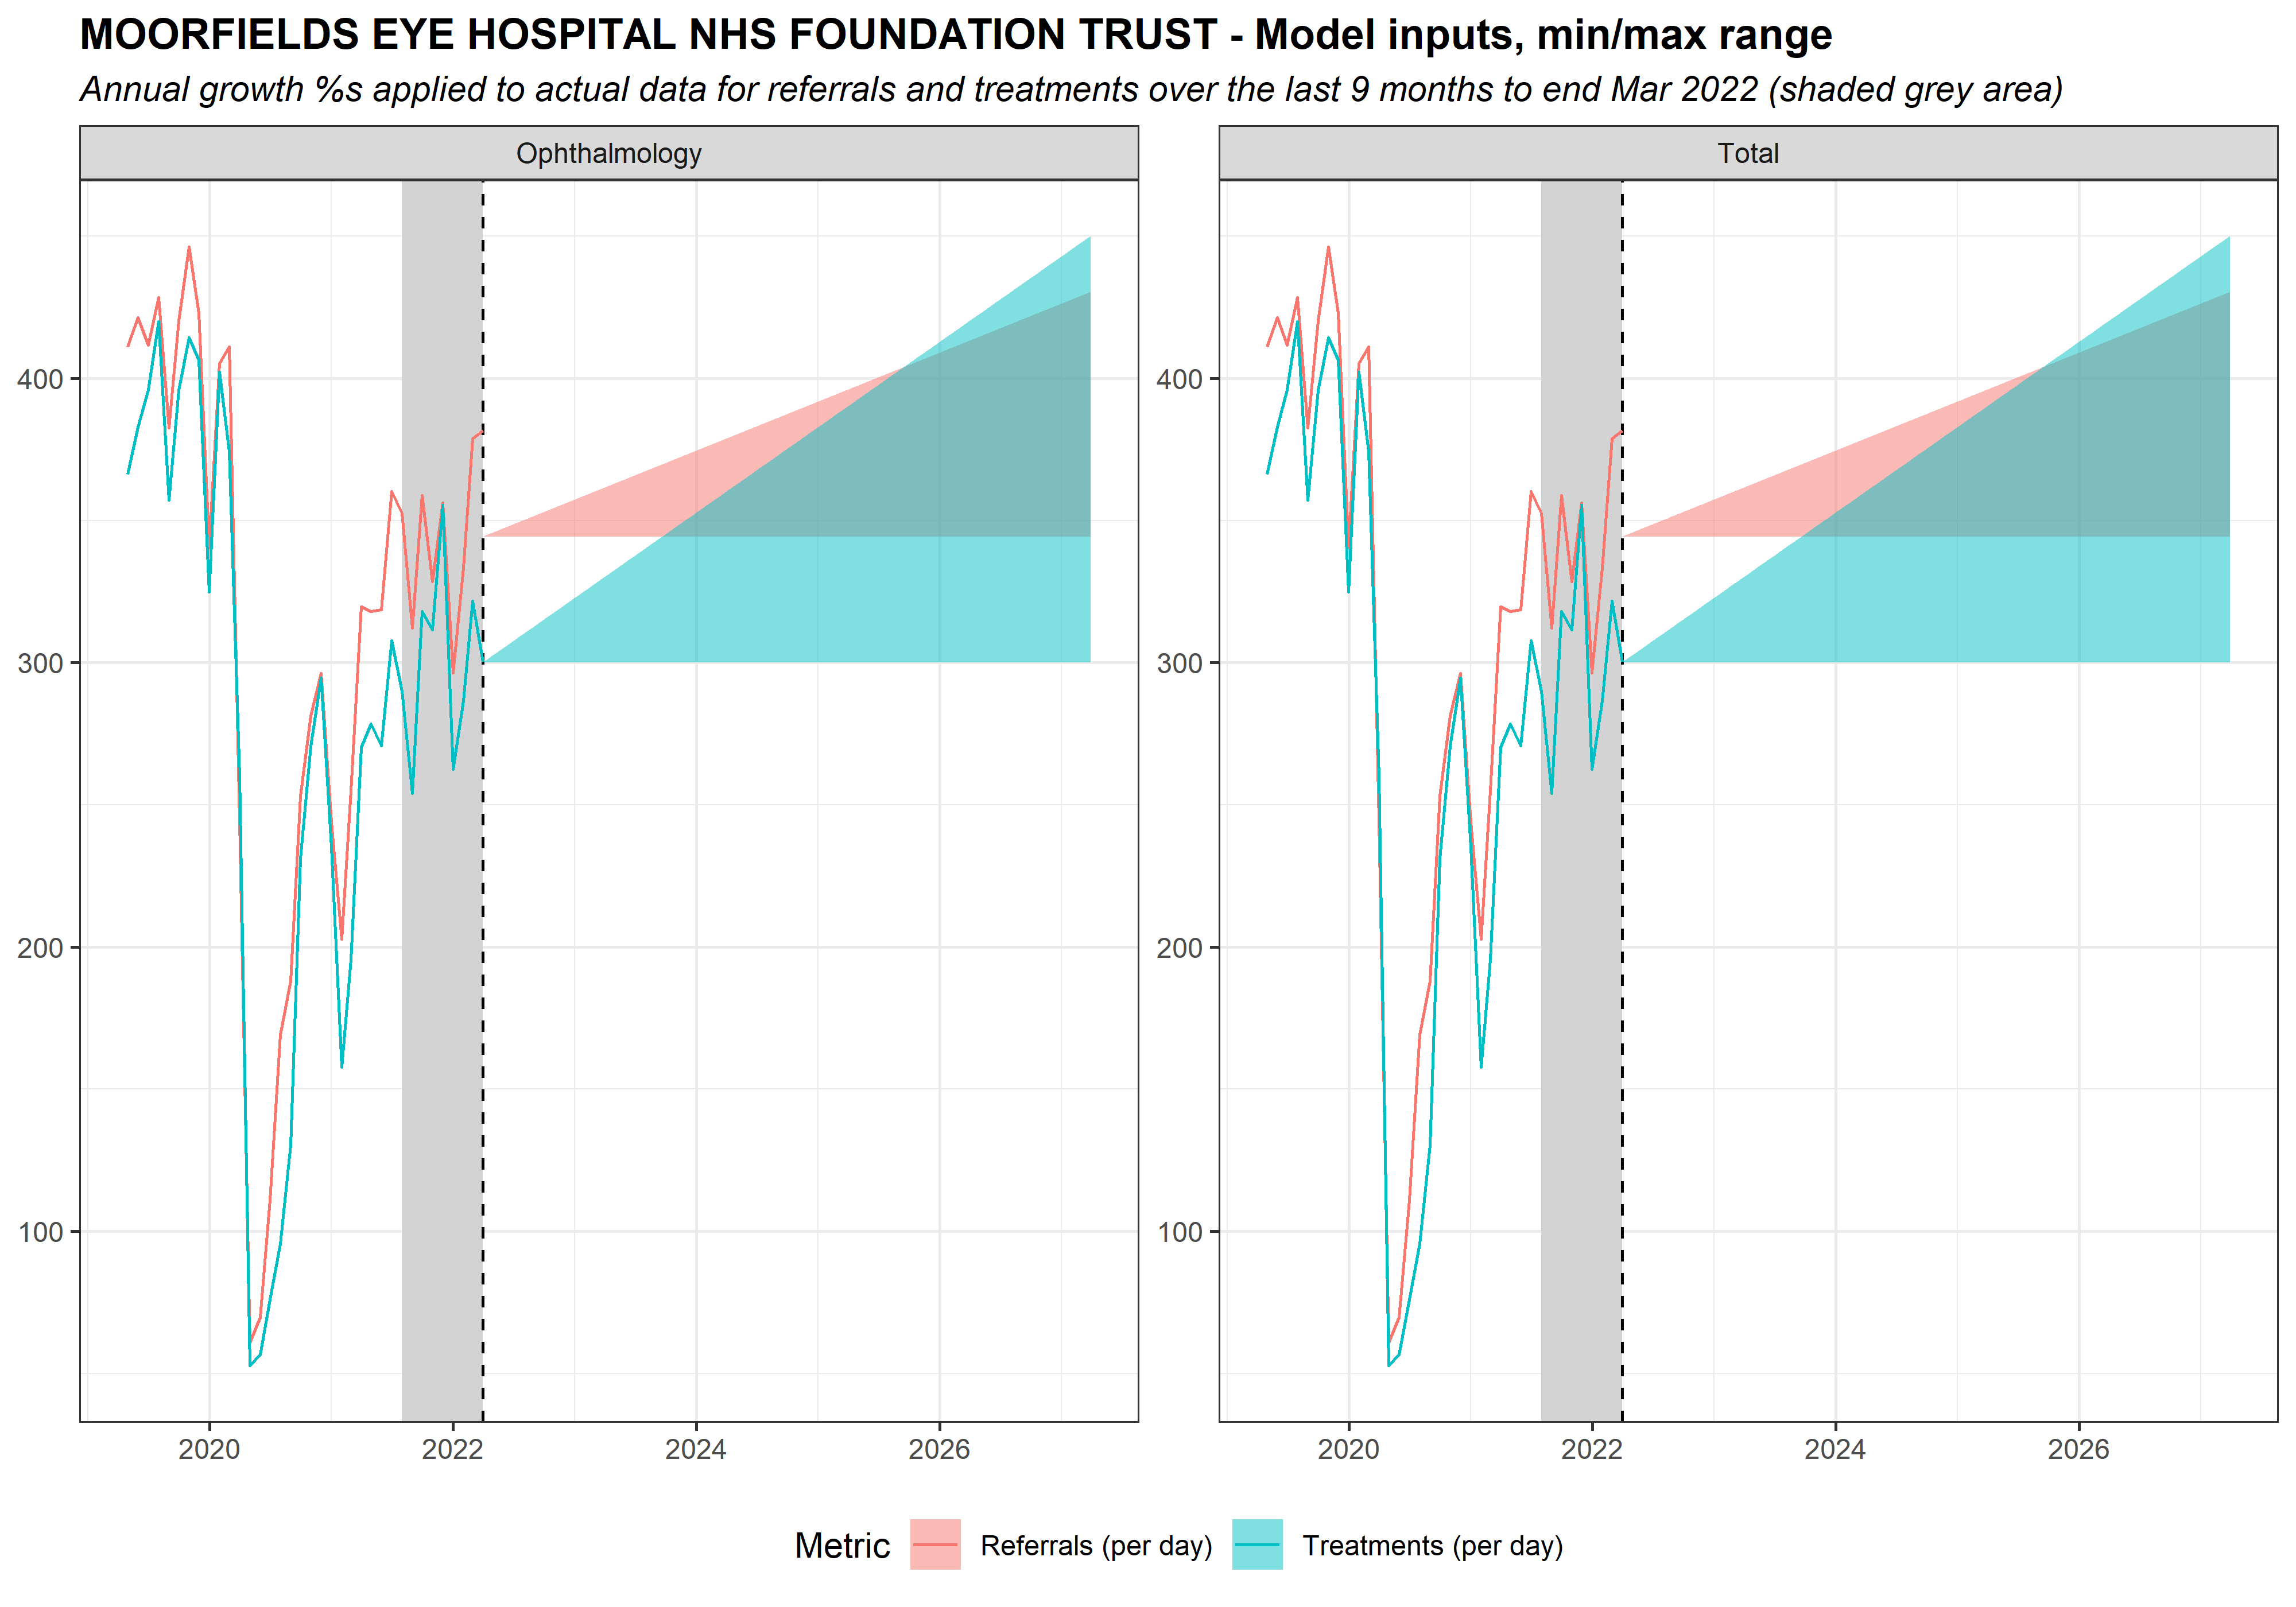 MOORFIELDS EYE HOSPITAL NHS FOUNDATION TRUST - Model inputs, min/max range
Annual growth %s applied to actual data for referrals and treatments over the last 9 months to end Mar 2022 (shaded grey area)
Ophthalmology
Total
400
300
200
100
400
300
200
100
2020 2022 2024 2026
2020 2022 2024 2026
Metric Referrals (per day) Treatments (per day)